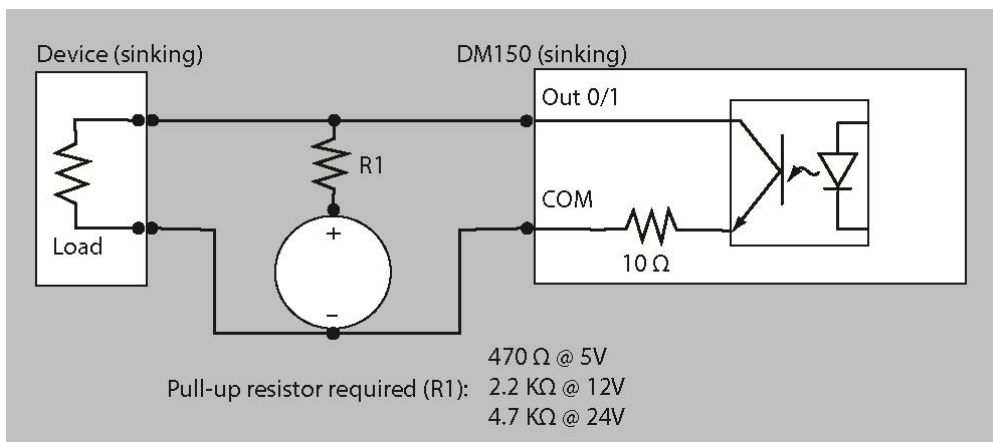 Device (sinking)
DM150 (sinking)
Out 0/1
R1
COM
+
Load
10 Ω
−
470 Ω @ 5V
Pull-up resistor required (R1): 2.2 KΩ @ 12V
4.7 KΩ @ 24V